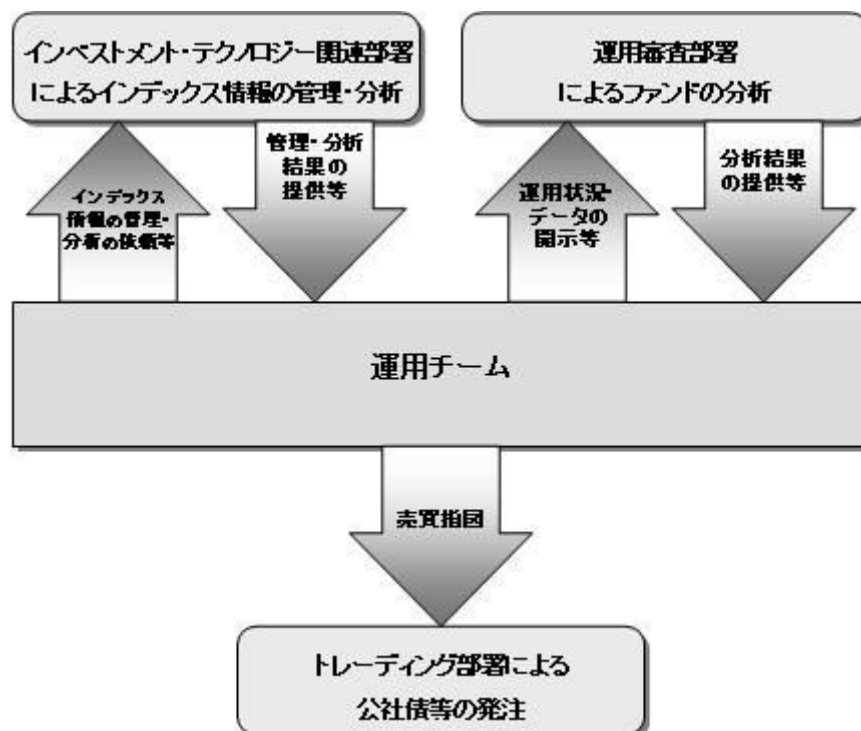 インベストメント・テクノロジー関連部署
によるインデックス情報の管理・分析
運用審査部署
によるファンドの分析
インデックス
情報の管理・
分析の依頼等
管理・分析
結果の
提供等
運用状況・
データの
開示等
分析結果
の提供等
運用チーム
売買指図
トレーディング部署による
公社債等の発注